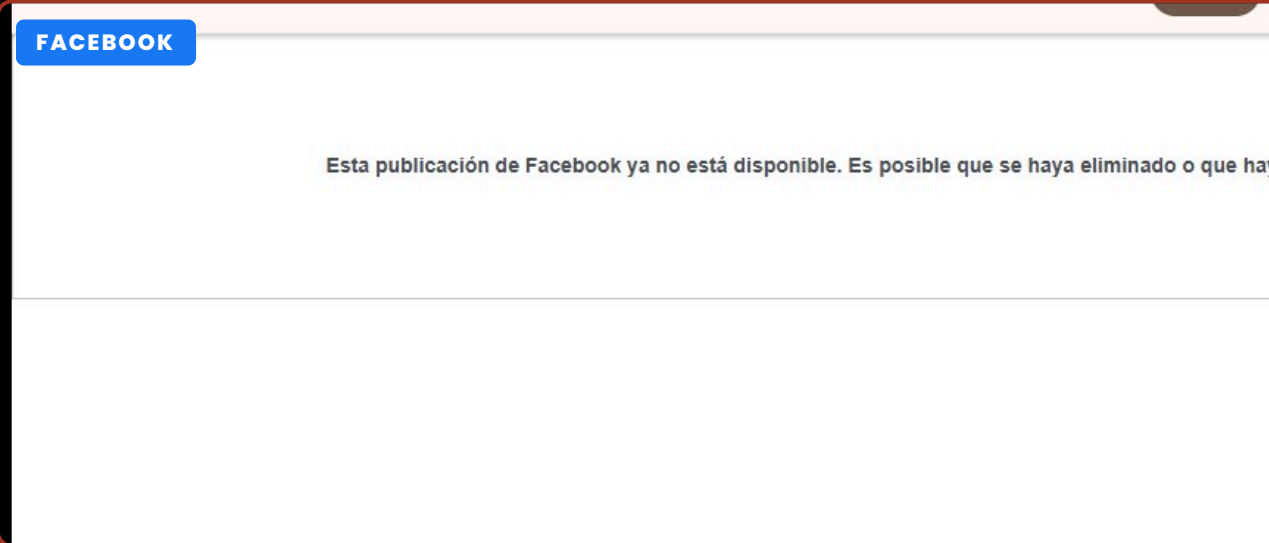 FACEBOOK
Esta publicación de Facebook ya no está disponible. Es posible que se haya eliminado o que